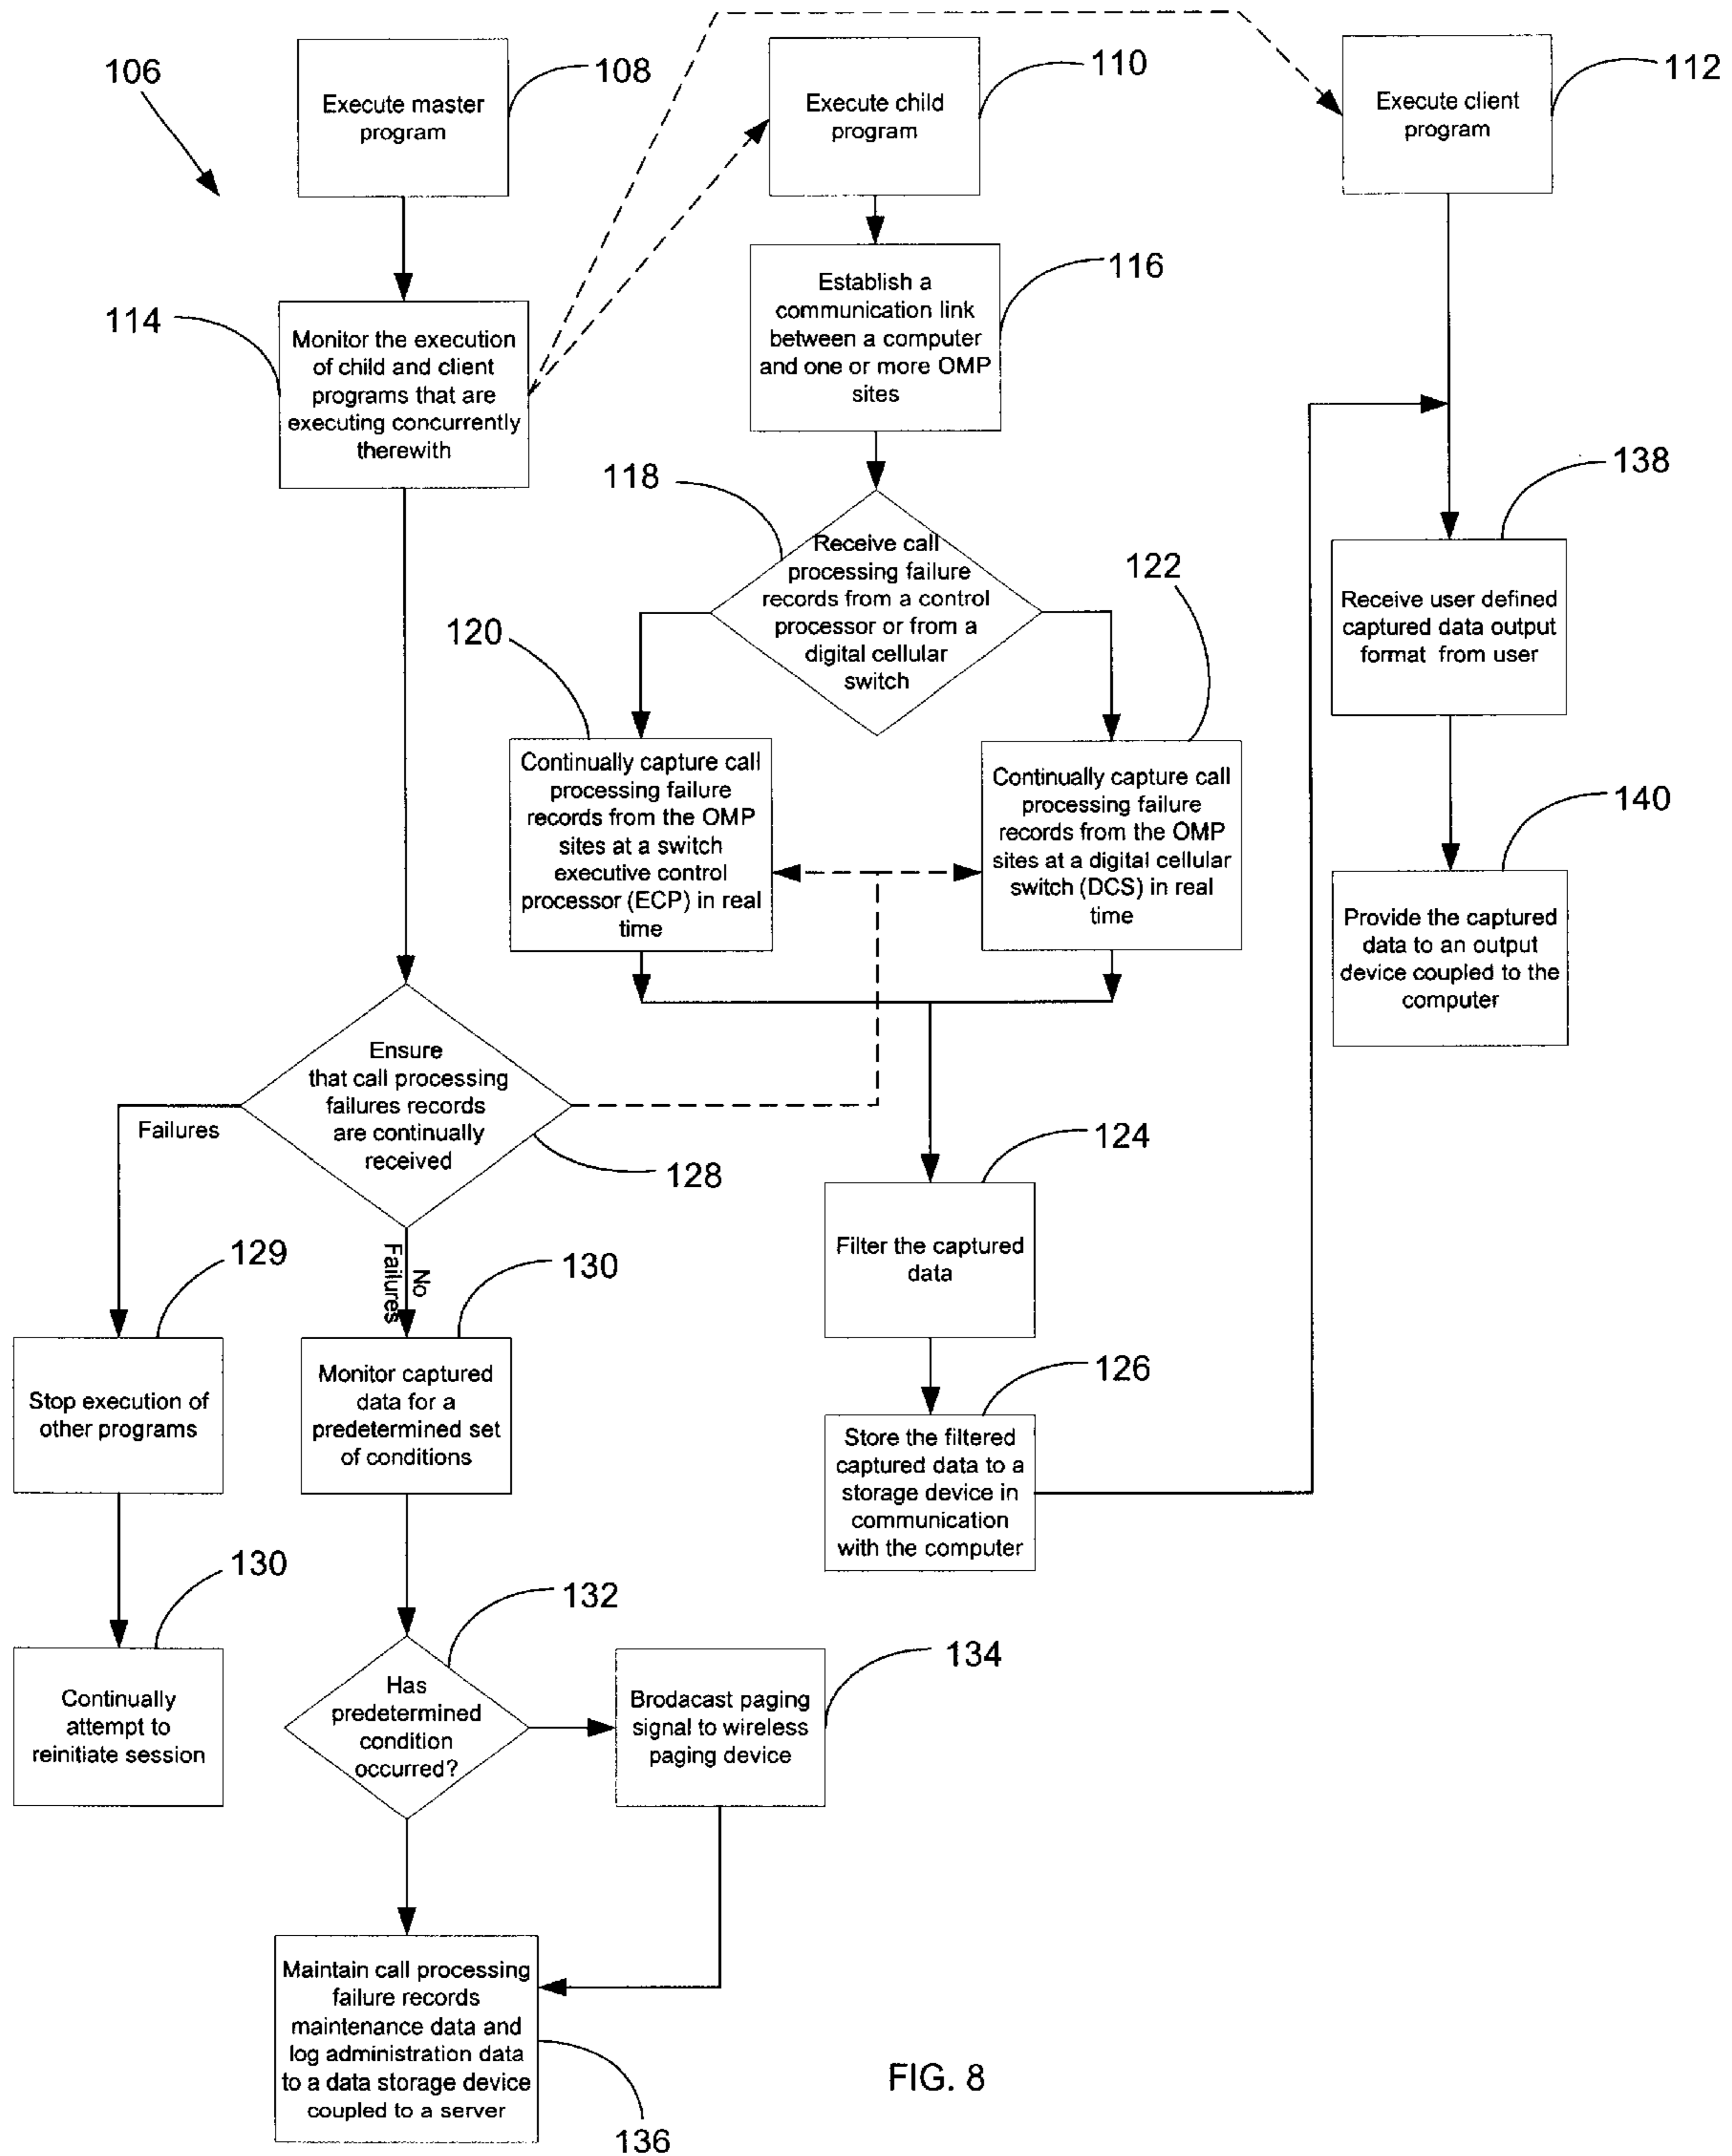 106
Execute master
program
108
Execute child
program
110
Execute client
program
112
114
Monitor the execution
of child and client
programs that are
executing concurrently
therewith
Establish a
communication link
between a computer
and one or more OMP
sites
116
118
Receive call
processing failure
records from a control
processor or from a
digital cellular
switch
120
Continually capture call
processing failure
records from the OMP
sites at a switch
executive control
processor (ECP) in real
time
122
Continually capture call
processing failure
records from the OMP
sites at a digital cellular
switch (DCS) in real
time
138
Receive user defined
captured data output
format from user
140
Provide the captured
data to an output
device coupled to the
computer
Ensure
that call processing
failures records
are continually
received
128
Failures
No
Failures
124
Filter the captured
data
126
Store the filtered
captured data to a
storage device in
communication
with the computer
129
Stop execution of
other programs
130
Monitor captured
data for a
predetermined set
of conditions
130
Continually
attempt to
reinitiate session
132
Has
predetermined
condition
occurred?
134
Brodacast paging
signal to wireless
paging device
Maintain call processing
failure records
maintenance data and
log administration data
to a data storage device
coupled to a server
136
FIG. 8